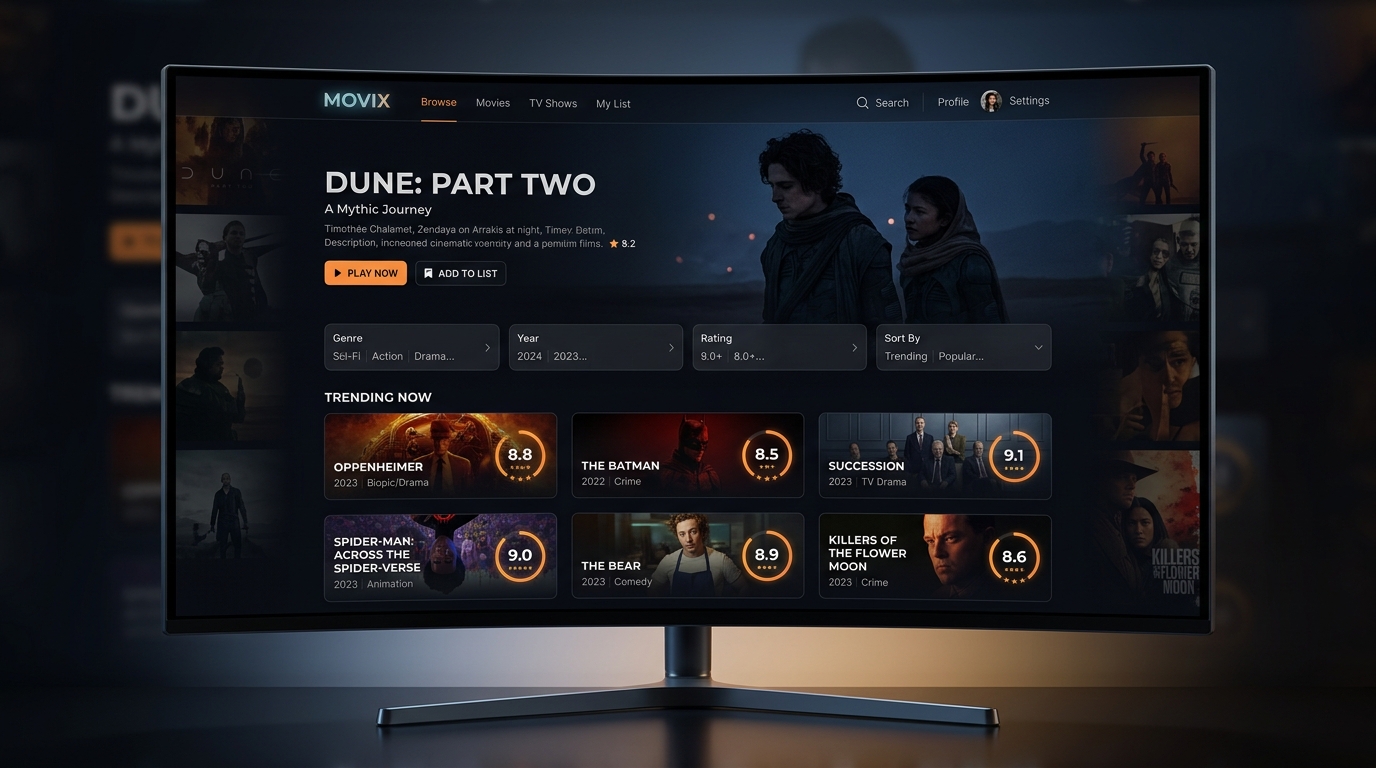 MOVIX
Browse
Movies
TV Shows
My List
Search
Profile
Settings
DUNE
DUNE: PART TWO
A Mythic Journey
Timothée Chalamet, Zendaya on Arrakis at night,
Description, cinematic and a films. 8.2
PLAY NOW
ADD TO LIST
Genre
Sci-Fi | Action | Drama...
Year
2024 | 2023...
Rating
9.0+ | 8.0+...
Sort By
Trending | Popular...
TRENDING NOW
OPPENHEIMER
2023 | Biopic/Drama
8.8
THE BATMAN
2022 | Crime
8.5
SUCCESSION
2023 | TV Drama
9.1
SPIDER-MAN:
ACROSS THE
SPIDER-VERSE
2023 | Animation
9.0
THE BEAR
2023 | Comedy
8.9
KILLERS OF
THE FLOWER
MOON
2023 | Crime
8.6
KILLERS
MOON